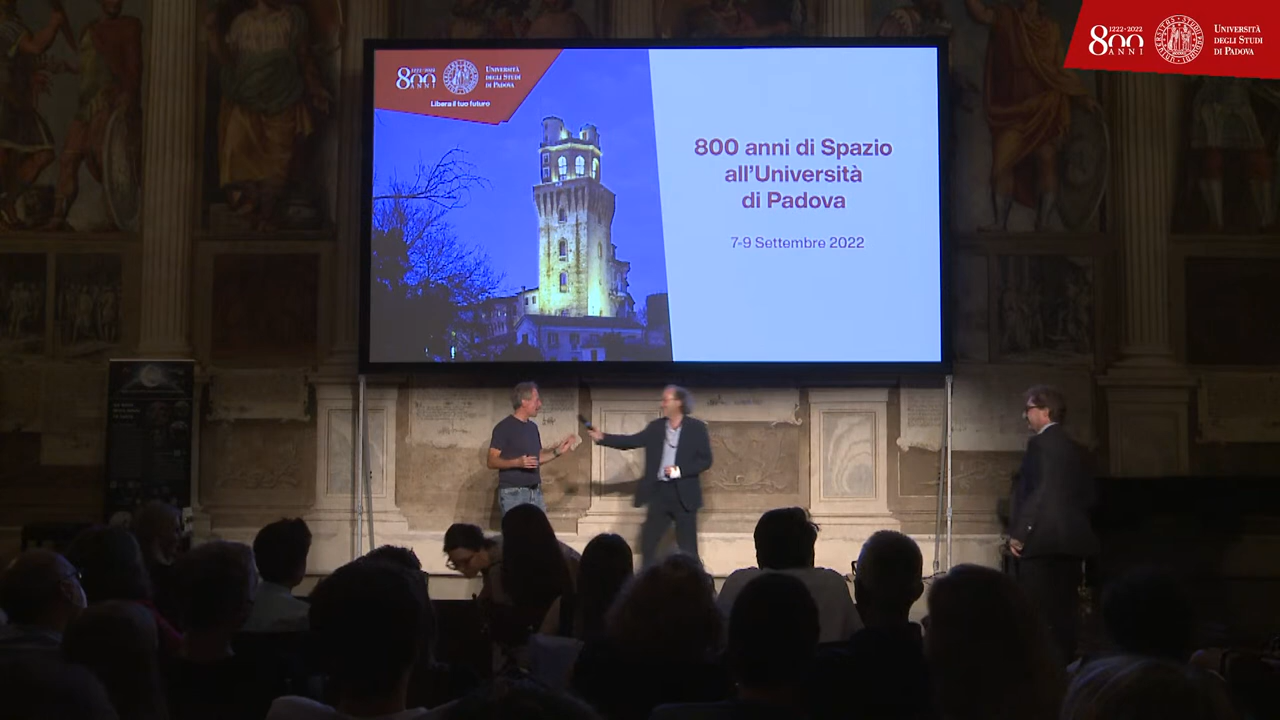 800
1222•2022
ANNI
UNIVERSITÀ
DEGLI STUDI
DI PADOVA
800
ANNI
UNIVERSITÀ
DEGLI STUDI
DI PADOVA
Libera il tuo futuro
800 anni di Spazio
all'Università
di Padova
7-9 Settembre 2022